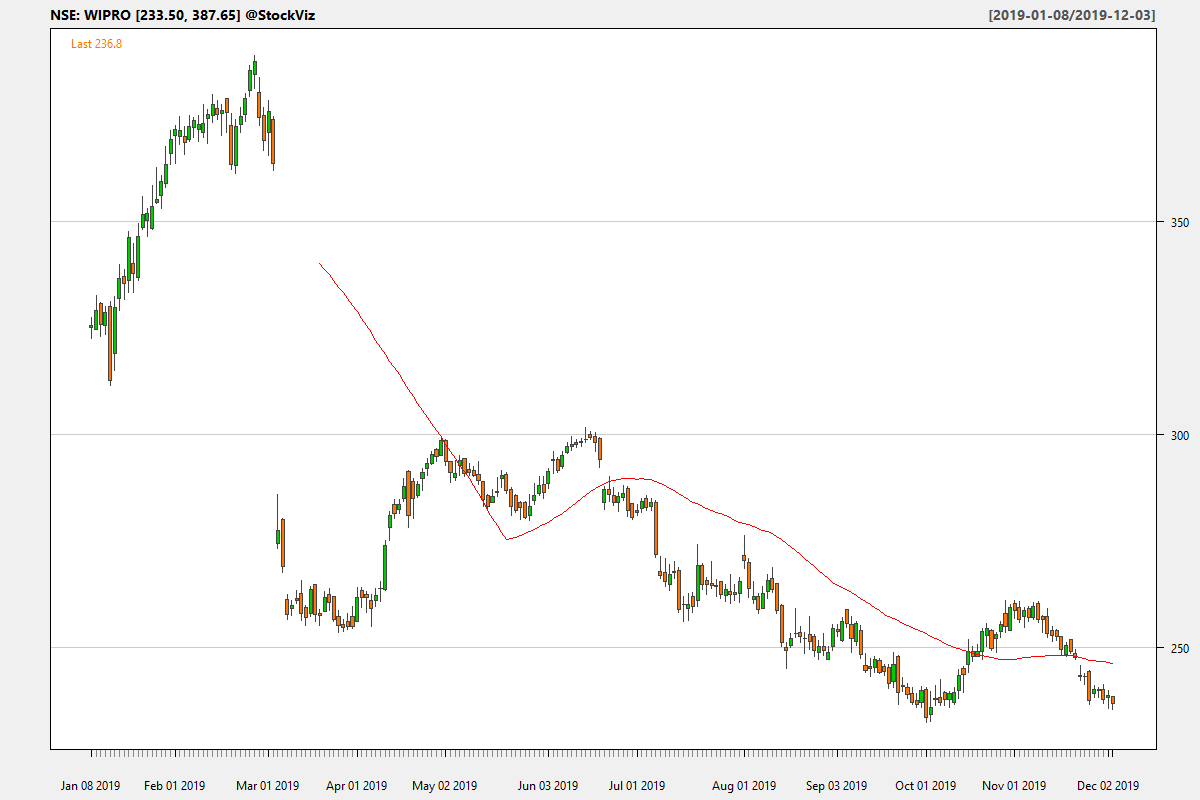 NSE: WIPRO [233.50, 387.65] @StockViz
[2019-01-08/2019-12-03]
Last 236.8
350
300
250
Jan 08 2019 Feb 01 2019 Mar 01 2019 Apr 01 2019 May 02 2019 Jun 03 2019 Jul 01 2019 Aug 01 2019 Sep 03 2019 Oct 01 2019 Nov 01 2019 Dec 02 2019